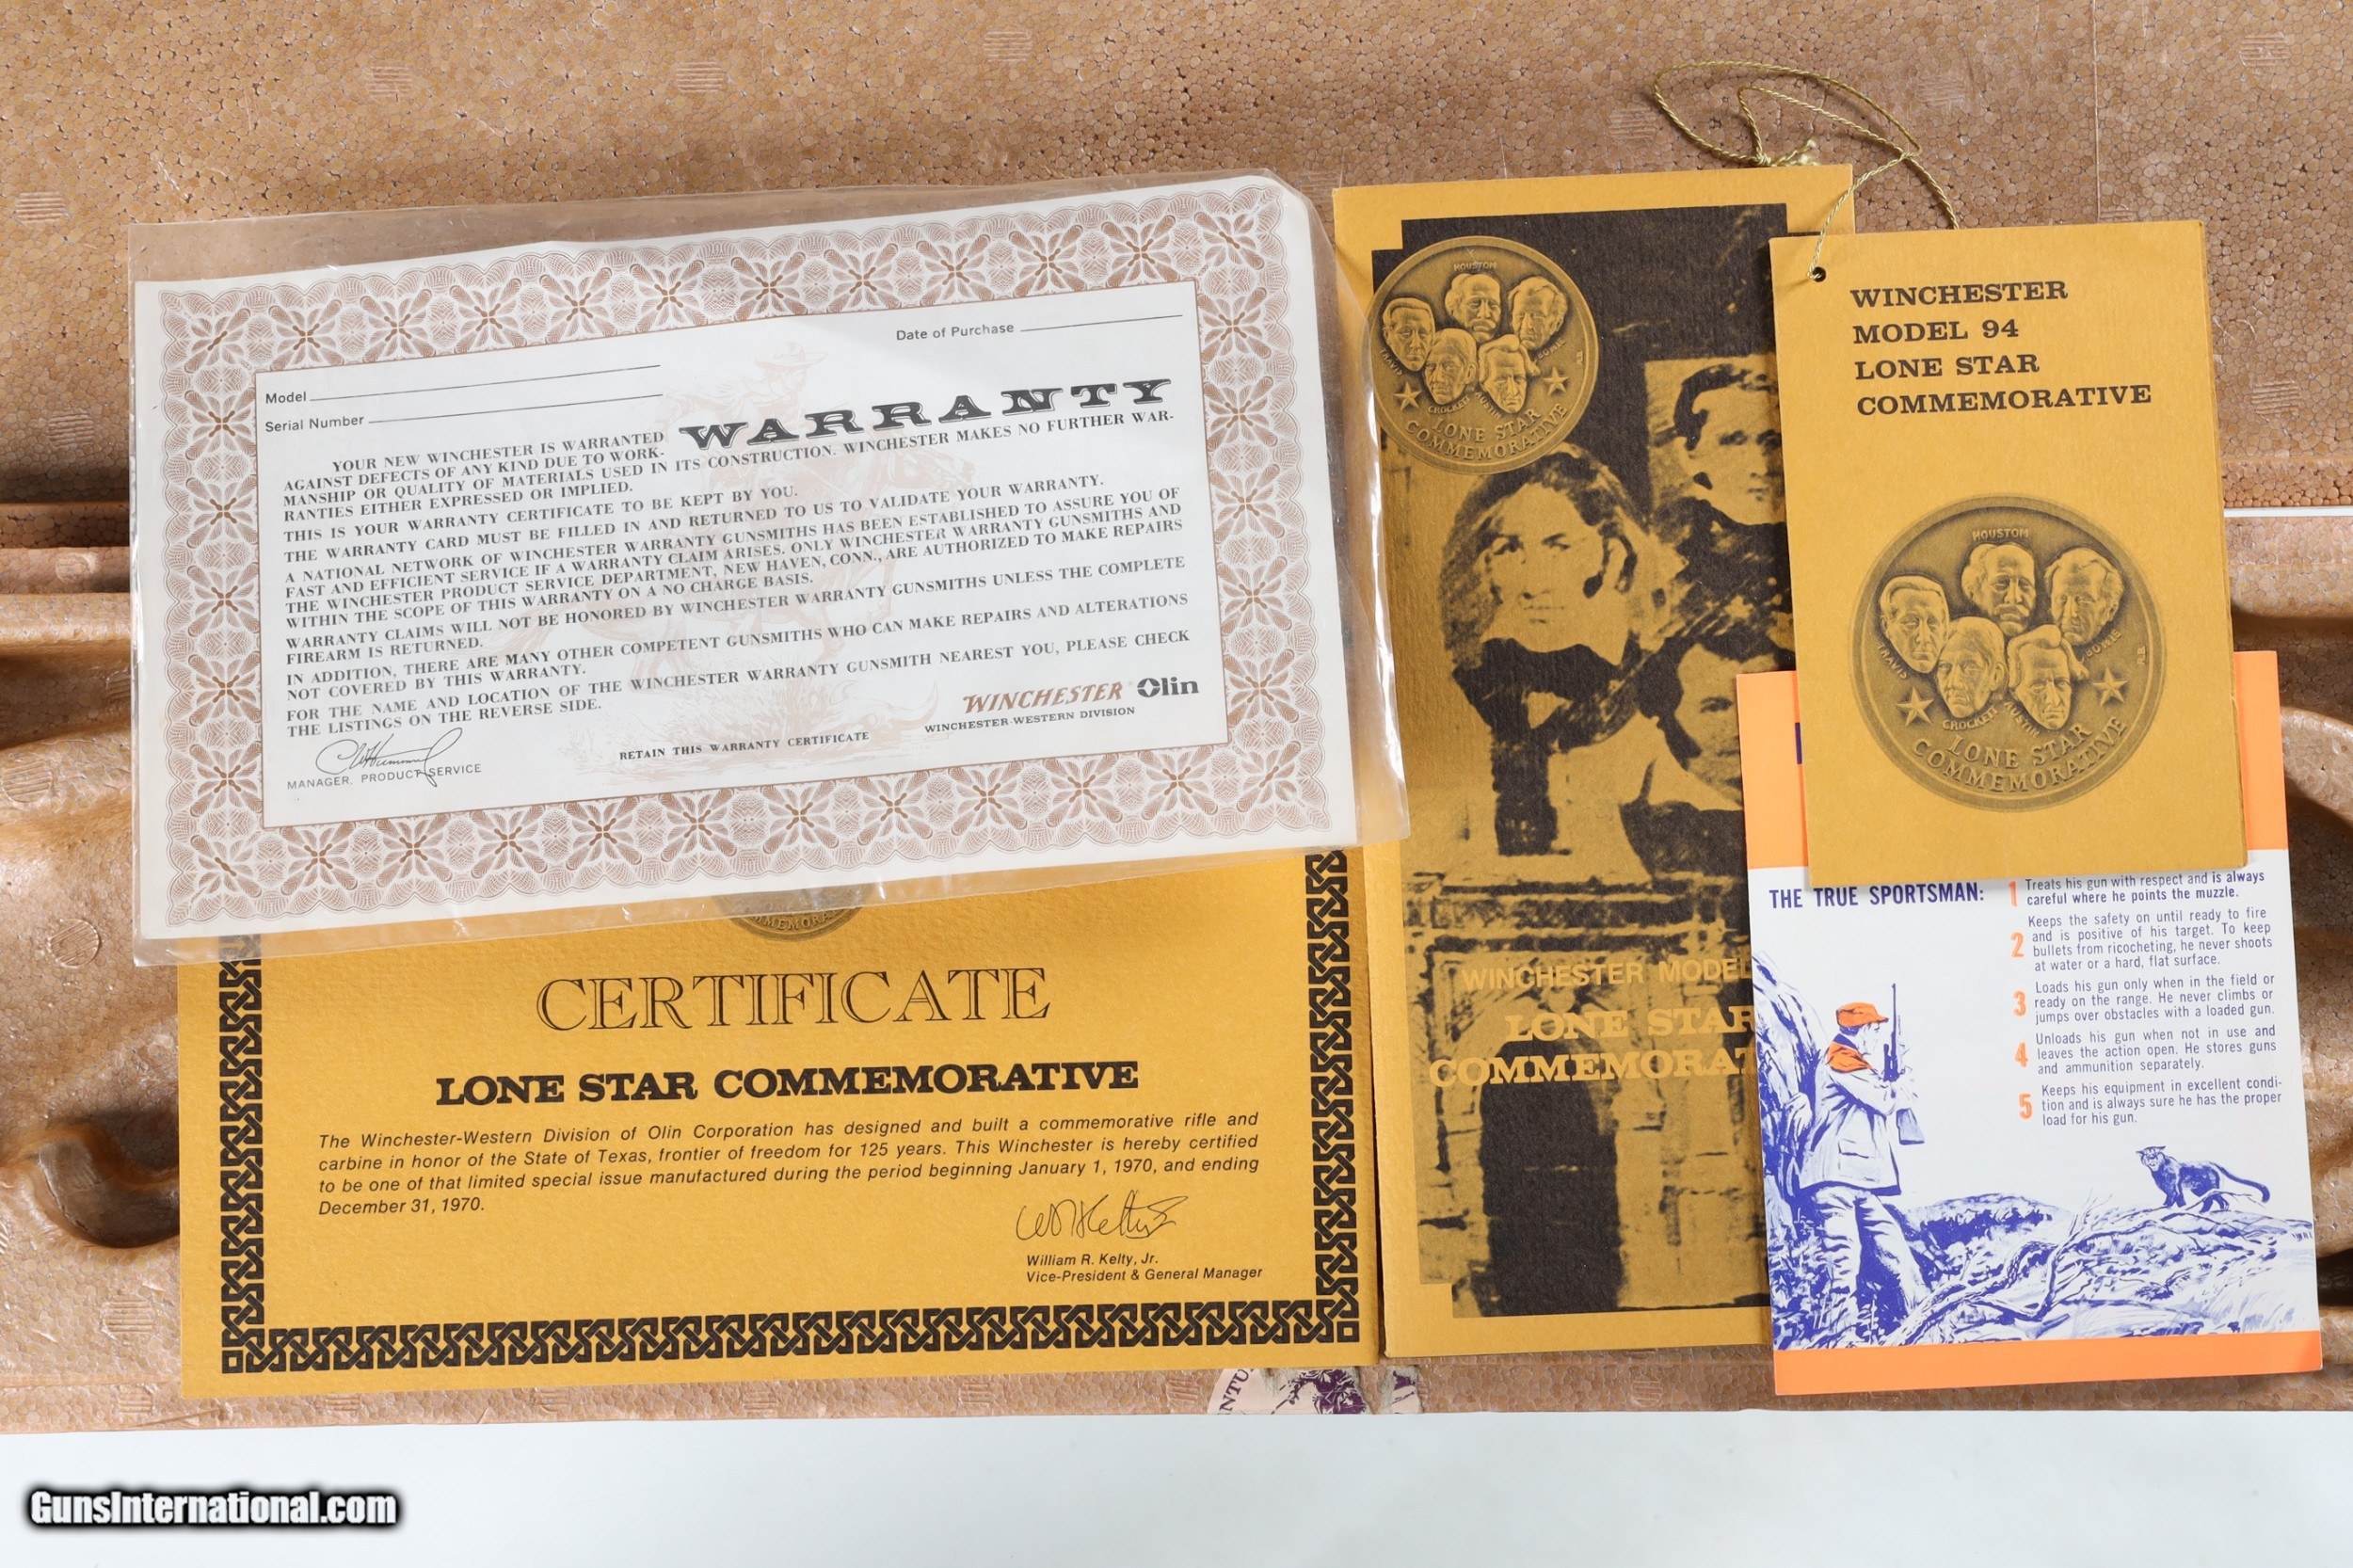 Date of Purchase
Model
Serial Number
WARRANTY
YOUR NEW WINCHESTER IS WARRANTED
AGAINST DEFECTS OF ANY KIND DUE TO WORK-
MANSHIP OR QUALITY OF MATERIALS USED IN ITS CONSTRUCTION. WINCHESTER MAKES NO FURTHER WAR-
RANTIES EITHER EXPRESSED OR IMPLIED.
THIS IS YOUR WARRANTY CERTIFICATE TO BE KEPT BY YOU.
THE WARRANTY CARD MUST BE FILLED IN AND RETURNED TO US TO VALIDATE YOUR WARRANTY.
A NATIONAL NETWORK OF WINCHESTER WARRANTY GUNSMITHS HAS BEEN ESTABLISHED TO ASSURE YOU OF
FAST AND EFFICIENT SERVICE IF A WARRANTY CLAIM ARISES. ONLY WINCHESTER WARRANTY GUNSMITHS AND
THE WINCHESTER PRODUCT SERVICE DEPARTMENT, NEW HAVEN, CONN., ARE AUTHORIZED TO MAKE REPAIRS
WITHIN THE SCOPE OF THIS WARRANTY ON A NO CHARGE BASIS.
WARRANTY CLAIMS WILL NOT BE HONORED BY WINCHESTER WARRANTY GUNSMITHS UNLESS THE COMPLETE
FIREARM IS RETURNED.
IN ADDITION, THERE ARE MANY OTHER COMPETENT GUNSMITHS WHO CAN MAKE REPAIRS AND ALTERATIONS
NOT COVERED BY THIS WARRANTY.
FOR THE NAME AND LOCATION OF THE WINCHESTER WARRANTY GUNSMITH NEAREST YOU, PLEASE CHECK
THE LISTINGS ON THE REVERSE SIDE.
WINCHESTER Olin
WINCHESTER-WESTERN DIVISION
RETAIN THIS WARRANTY CERTIFICATE
MANAGER, PRODUCT SERVICE
CERTIFICATE
LONE STAR COMMEMORATIVE
The Winchester-Western Division of Olin Corporation has designed and built a commemorative rifle and
carbine in honor of the State of Texas, frontier of freedom for 125 years. This Winchester is hereby certified
to be one of that limited special issue manufactured during the period beginning January 1, 1970, and ending
December 31, 1970.
William R. Kelty, Jr.
Vice-President & General Manager
HOUSTON
TRAVIS
BOWIE
CROCKETT
AUSTIN
LONE STAR
COMMEMORATIVE
WINCHESTER MODEL
LONE STAR
COMMEMORAT
WINCHESTER
MODEL 94
LONE STAR
COMMEMORATIVE
HOUSTON
TRAVIS
BOWIE
CROCKETT
AUSTIN
LONE STAR
COMMEMORATIVE
THE TRUE SPORTSMAN:
1 Treats his gun with respect and is always
careful where he points the muzzle.
2 Keeps the safety on until ready to fire
and is positive of his target. To keep
bullets from ricocheting, he never shoots
at water or a hard, flat surface.
3 Loads his gun only when in the field or
ready on the range. He never climbs or
jumps over obstacles with a loaded gun.
4 Unloads his gun when not in use and
leaves the action open. He stores guns
and ammunition separately.
5 Keeps his equipment in excellent condi-
tion and is always sure he has the proper
load for his gun.
GunsInternational.com